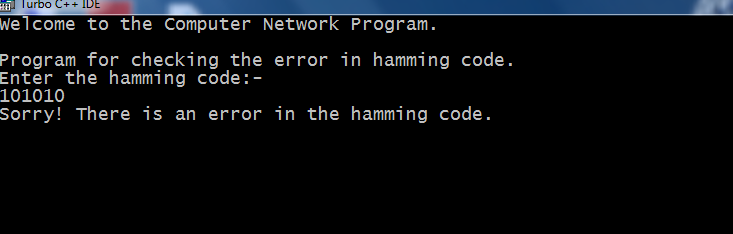 Turbo C++ IDE
Welcome to the Computer Network Program.
Program for checking the error in hamming code.
Enter the hamming code:-
101010
Sorry! There is an error in the hamming code.